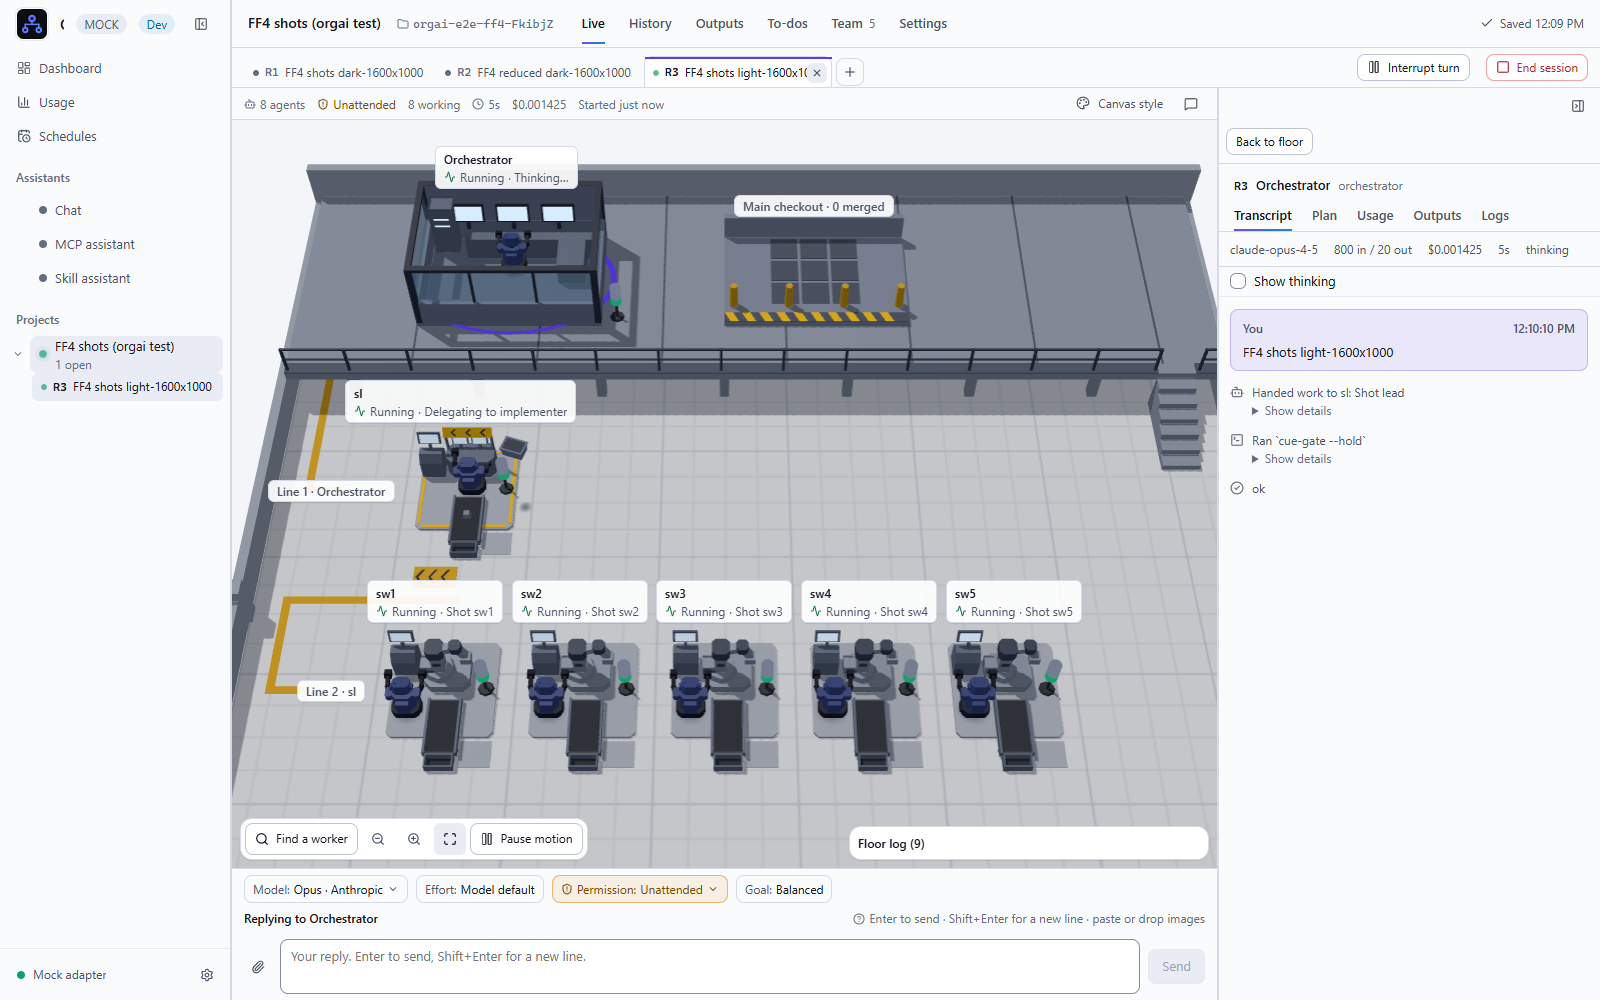 MOCK
Dev
Dashboard
Usage
Schedules
Assistants
Chat
MCP assistant
Skill assistant
Projects
FF4 shots (orgai test)
1 open
R3 FF4 shots light-1600x1000
Mock adapter
FF4 shots (orgai test)
orgai-e2e-ff4-FkibjZ
Live
History
Outputs
To-dos
Team 5
Settings
Saved 12:09 PM
R1 FF4 shots dark-1600x1000
R2 FF4 reduced dark-1600x1000
R3 FF4 shots light-1600x10
Interrupt turn
End session
8 agents
Unattended
8 working
5s
$0.001425
Started just now
Canvas style
Orchestrator
Running · Thinking...
Main checkout · 0 merged
sl
Running · Delegating to implementer
Line 1 · Orchestrator
sw1
Running · Shot sw1
sw2
Running · Shot sw2
sw3
Running · Shot sw3
sw4
Running · Shot sw4
sw5
Running · Shot sw5
Line 2 · sl
Find a worker
Pause motion
Floor log (9)
Model: Opus · Anthropic
Effort: Model default
Permission: Unattended
Goal: Balanced
Replying to Orchestrator
Enter to send · Shift+Enter for a new line · paste or drop images
Your reply. Enter to send, Shift+Enter for a new line.
Send
Back to floor
R3 Orchestrator orchestrator
Transcript
Plan
Usage
Outputs
Logs
claude-opus-4-5
800 in / 20 out
$0.001425
5s
thinking
Show thinking
You
12:10:10 PM
FF4 shots light-1600x1000
Handed work to sl: Shot lead
Show details
Ran `cue-gate --hold`
Show details
ok